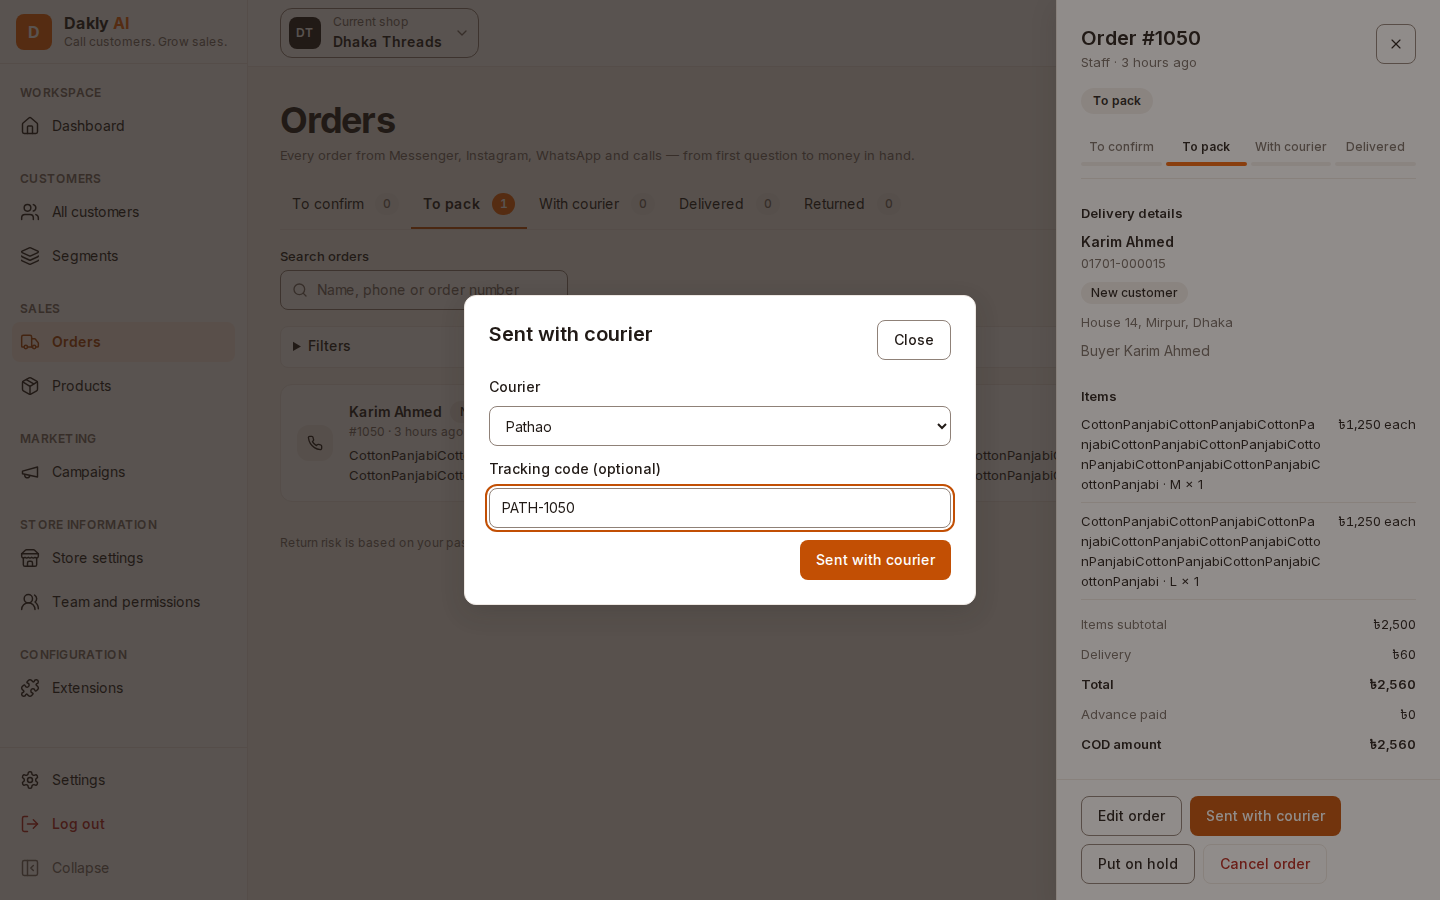 D
Dakly AI
Call customers. Grow sales.
WORKSPACE
Dashboard
CUSTOMERS
All customers
Segments
SALES
Orders
Products
MARKETING
Campaigns
STORE INFORMATION
Store settings
Team and permissions
CONFIGURATION
Extensions
Settings
Log out
Collapse
DT
Current shop
Dhaka Threads
Orders
Every order from Messenger, Instagram, WhatsApp and calls — from first question to money in hand.
To confirm 0 To pack 1 With courier 0 Delivered 0 Returned 0
Search orders
Name, phone or order number
Filters
Karim Ahmed
#1050 · 3 hours ago
Return risk is based on your
Sent with courier
Close
Courier
Pathao
Tracking code (optional)
PATH-1050
Sent with courier
Order #1050
Staff · 3 hours ago
To pack
To confirm To pack With courier Delivered
Delivery details
Karim Ahmed
01701-000015
New customer
House 14, Mirpur, Dhaka
Buyer Karim Ahmed
Items
CottonPanjabiCottonPanjabiCottonPa ৳1,250 each
njabiCottonPanjabiCottonPanjabiCotto
nPanjabiCottonPanjabiCottonPanjabiC
ottonPanjabi · M × 1
CottonPanjabiCottonPanjabiCottonPa ৳1,250 each
njabiCottonPanjabiCottonPanjabiCotto
nPanjabiCottonPanjabiCottonPanjabiC
ottonPanjabi · L × 1
Items subtotal ৳2,500
Delivery ৳60
Total ৳2,560
Advance paid ৳0
COD amount ৳2,560
Edit order
Sent with courier
Put on hold
Cancel order